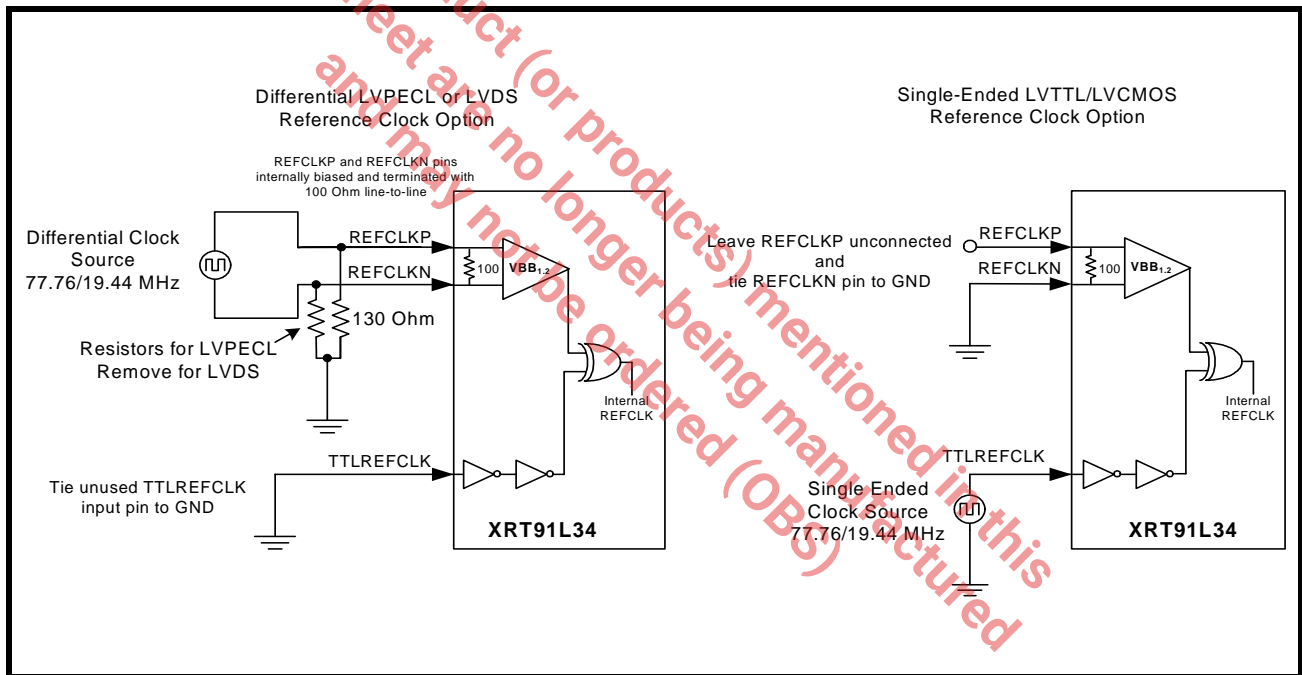 Differential LVPECL or LVDS
Reference Clock Option
REFCLKP and REFCLKN pins
internally biased and terminated with
100 Ohm line-to-line
Differential Clock
Source
77.76/19.44 MHz
REFCLKP
REFCLKN
100
VBB1.2
130 Ohm
Resistors for LVPECL
Remove for LVDS
Internal
REFCLK
TTLREFCLK
Tie unused TTLREFCLK
input pin to GND
XRT91L34
Single-Ended LVTTL/LVCMOS
Reference Clock Option
Leave REFCLKP unconnected
and
tie REFCLKN pin to GND
REFCLKP
REFCLKN
100
VBB1.2
Internal
REFCLK
TTLREFCLK
Single Ended
Clock Source
77.76/19.44 MHz
XRT91L34
duct (or products) mentioned in this
heet are no longer being manufactured
and may not be ordered (OBS)